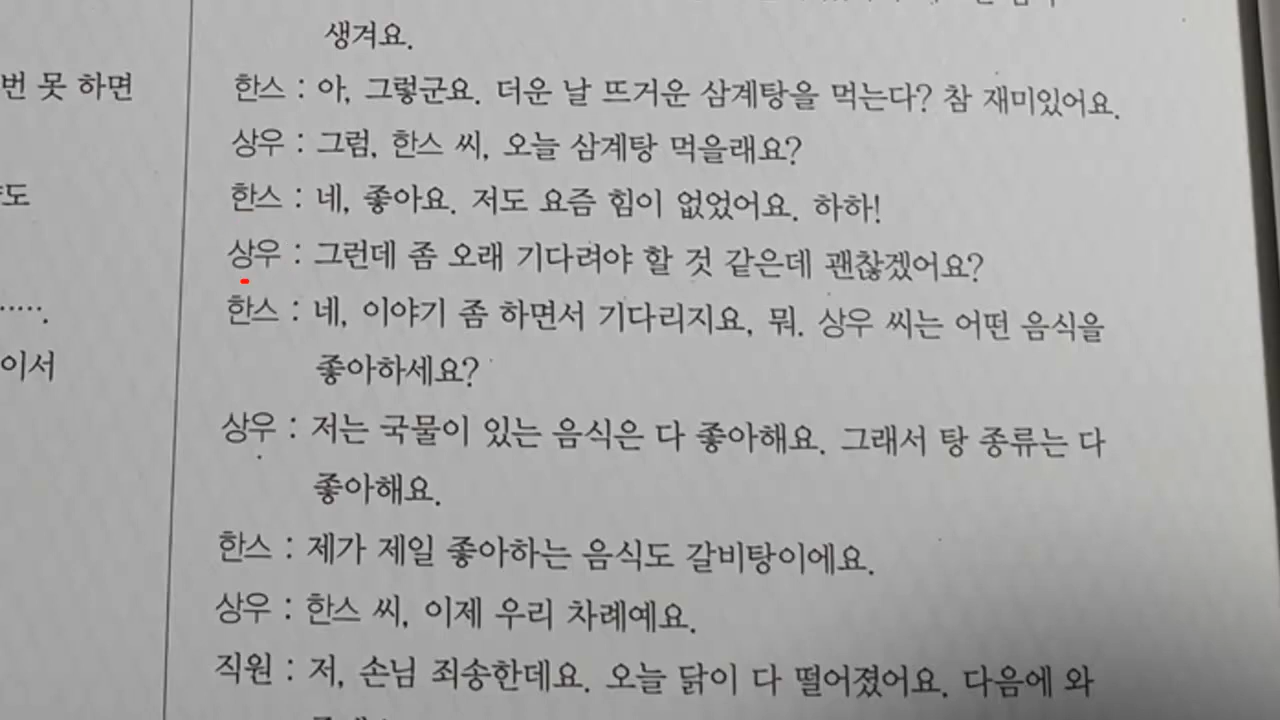 생겨요.
번 못 하면
한스 : 아, 그렇군요. 더운 날 뜨거운 삼계탕을 먹는다? 참 재미있어요.
상우 : 그럼, 한스 씨, 오늘 삼계탕 먹을래요?
도
한스 : 네, 좋아요. 저도 요즘 힘이 없었어요. 하하!
상우 : 그런데 좀 오래 기다려야 할 것 같은데 괜찮겠어요?
.....
한스 : 네, 이야기 좀 하면서 기다리지요, 뭐. 상우 씨는 어떤 음식을
이서
좋아하세요?
상우 : 저는 국물이 있는 음식은 다 좋아해요. 그래서 탕 종류는 다
좋아해요.
한스 : 제가 제일 좋아하는 음식도 갈비탕이에요.
상우 : 한스 씨, 이제 우리 차례예요.
직원 : 저, 손님 죄송한데요. 오늘 닭이 다 떨어졌어요. 다음에 와